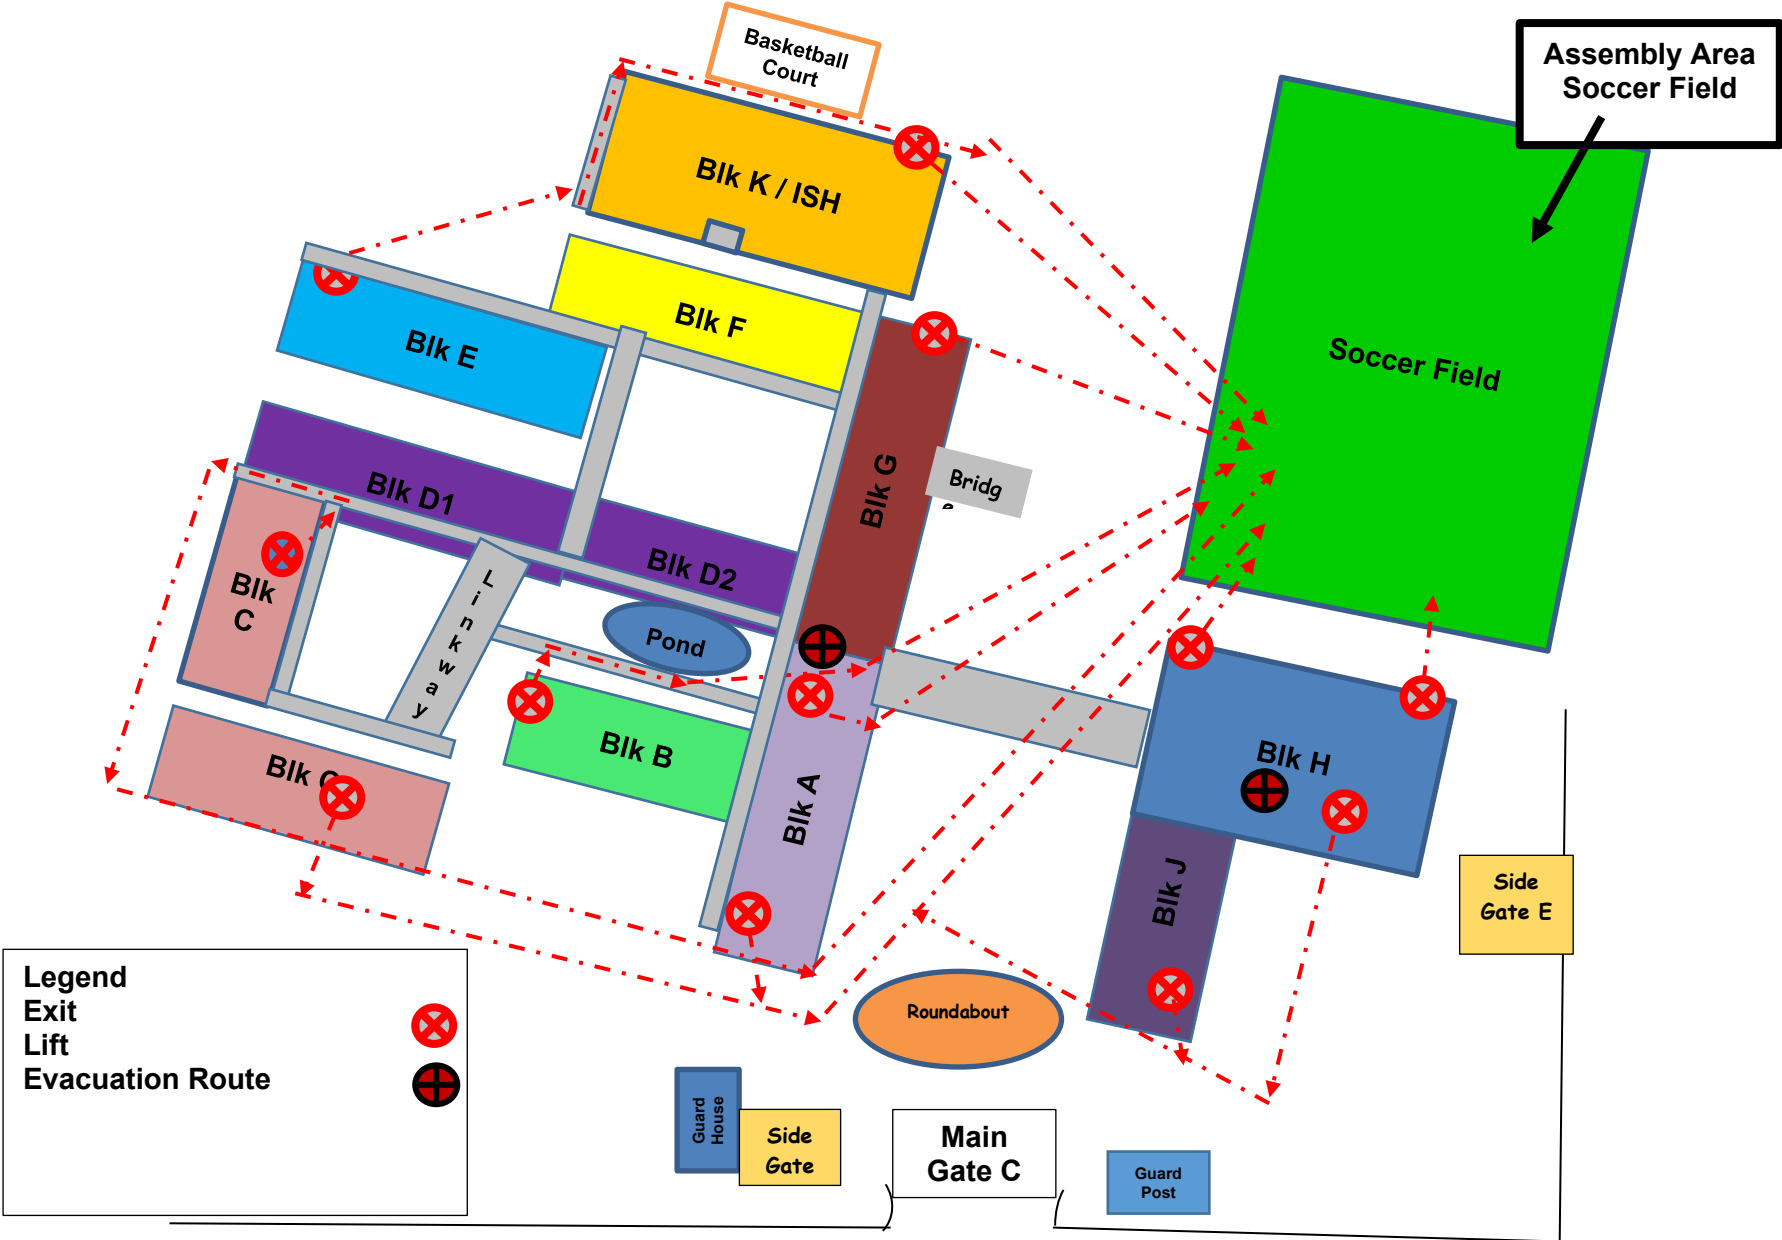 Basketball
Court
Assembly Area
Soccer Field
Blk K / ISH
Blk F
Blk E
Soccer Field
Blk G
Bridg
Blk D1
Blk D2
Linkway
Blk
C
Pond
Blk B
Blk
Blk A
Blk H
Blk J
Side
Gate E
Roundabout
Legend
Exit
Lift
Evacuation Route
Guard
House
Side
Gate
Main
Gate C
Guard
Post